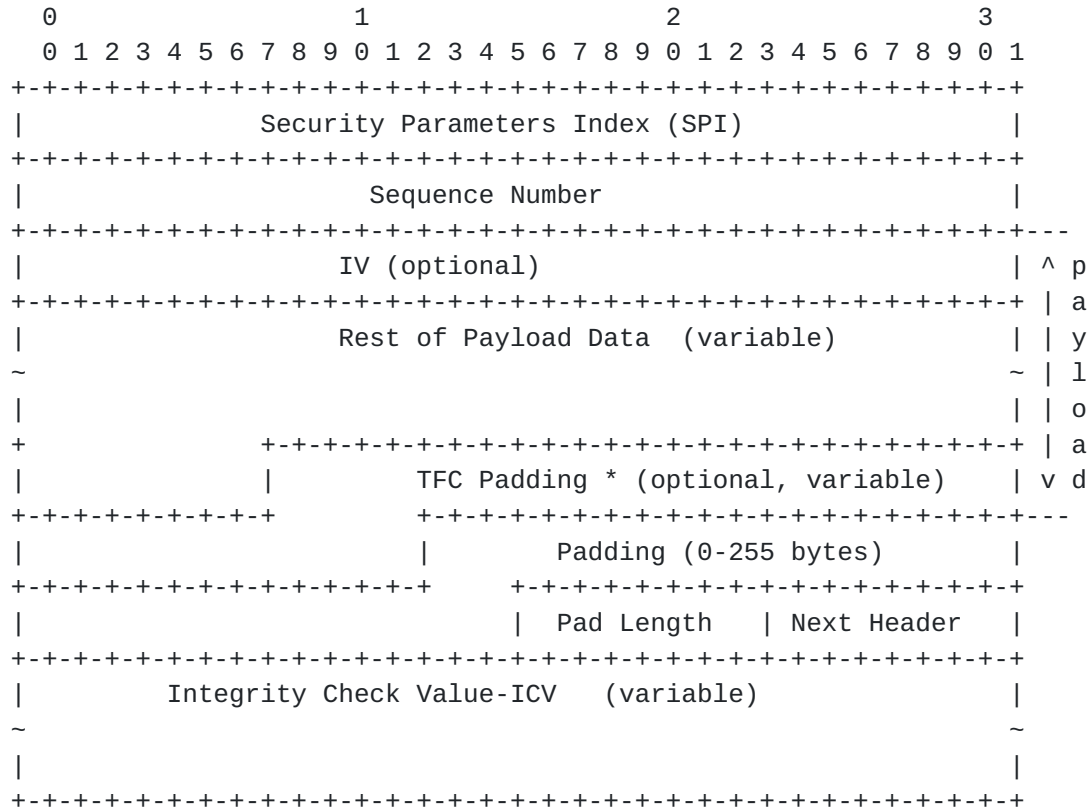 0                   1                   2                   3
  0 1 2 3 4 5 6 7 8 9 0 1 2 3 4 5 6 7 8 9 0 1 2 3 4 5 6 7 8 9 0 1
+-+-+-+-+-+-+-+-+-+-+-+-+-+-+-+-+-+-+-+-+-+-+-+-+-+-+-+-+-+-+-+-+
|               Security Parameters Index (SPI)                 |
+-+-+-+-+-+-+-+-+-+-+-+-+-+-+-+-+-+-+-+-+-+-+-+-+-+-+-+-+-+-+-+-+
|                      Sequence Number                          |
+-+-+-+-+-+-+-+-+-+-+-+-+-+-+-+-+-+-+-+-+-+-+-+-+-+-+-+-+-+-+-+-+---
|                    IV (optional)                              | ^ p
+-+-+-+-+-+-+-+-+-+-+-+-+-+-+-+-+-+-+-+-+-+-+-+-+-+-+-+-+-+-+-+-+ | a
|                    Rest of Payload Data  (variable)           | | y
~                                                               ~ | l
|                                                               | | o
+               +-+-+-+-+-+-+-+-+-+-+-+-+-+-+-+-+-+-+-+-+-+-+-+-+ | a
|               |         TFC Padding * (optional, variable)    | v d
+-+-+-+-+-+-+-+-+         +-+-+-+-+-+-+-+-+-+-+-+-+-+-+-+-+-+-+-+---
|                         |        Padding (0-255 bytes)        |
+-+-+-+-+-+-+-+-+-+-+-+-+-+     +-+-+-+-+-+-+-+-+-+-+-+-+-+-+-+-+
|                               |  Pad Length   | Next Header   |
+-+-+-+-+-+-+-+-+-+-+-+-+-+-+-+-+-+-+-+-+-+-+-+-+-+-+-+-+-+-+-+-+
|         Integrity Check Value-ICV   (variable)                |
~                                                               ~
|                                                               |
+-+-+-+-+-+-+-+-+-+-+-+-+-+-+-+-+-+-+-+-+-+-+-+-+-+-+-+-+-+-+-+-+